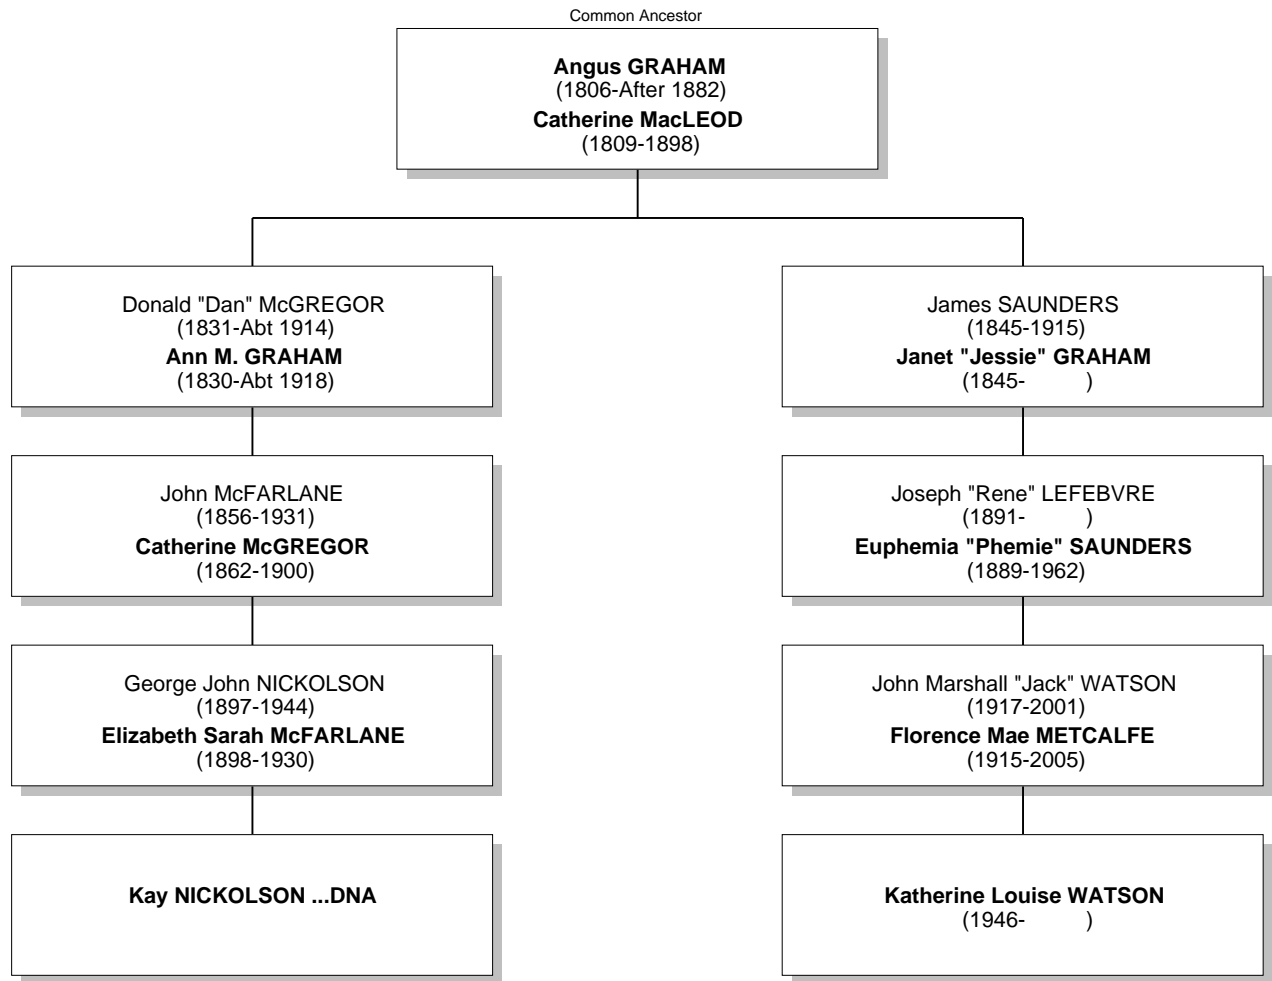 Common Ancestor
Angus GRAHAM
(1806-After 1882)
Catherine MacLEOD
(1809-1898)
Donald "Dan" McGREGOR
(1831-Abt 1914)
Ann M. GRAHAM
(1830-Abt 1918)
James SAUNDERS
(1845-1915)
Janet "Jessie" GRAHAM
(1845- )
John McFARLANE
(1856-1931)
Catherine McGREGOR
(1862-1900)
Joseph "Rene" LEFEBVRE
(1891- )
Euphemia "Phemie" SAUNDERS
(1889-1962)
George John NICKOLSON
(1897-1944)
Elizabeth Sarah McFARLANE
(1898-1930)
John Marshall "Jack" WATSON
(1917-2001)
Florence Mae METCALFE
(1915-2005)
Kay NICKOLSON ...DNA
Katherine Louise WATSON
(1946- )